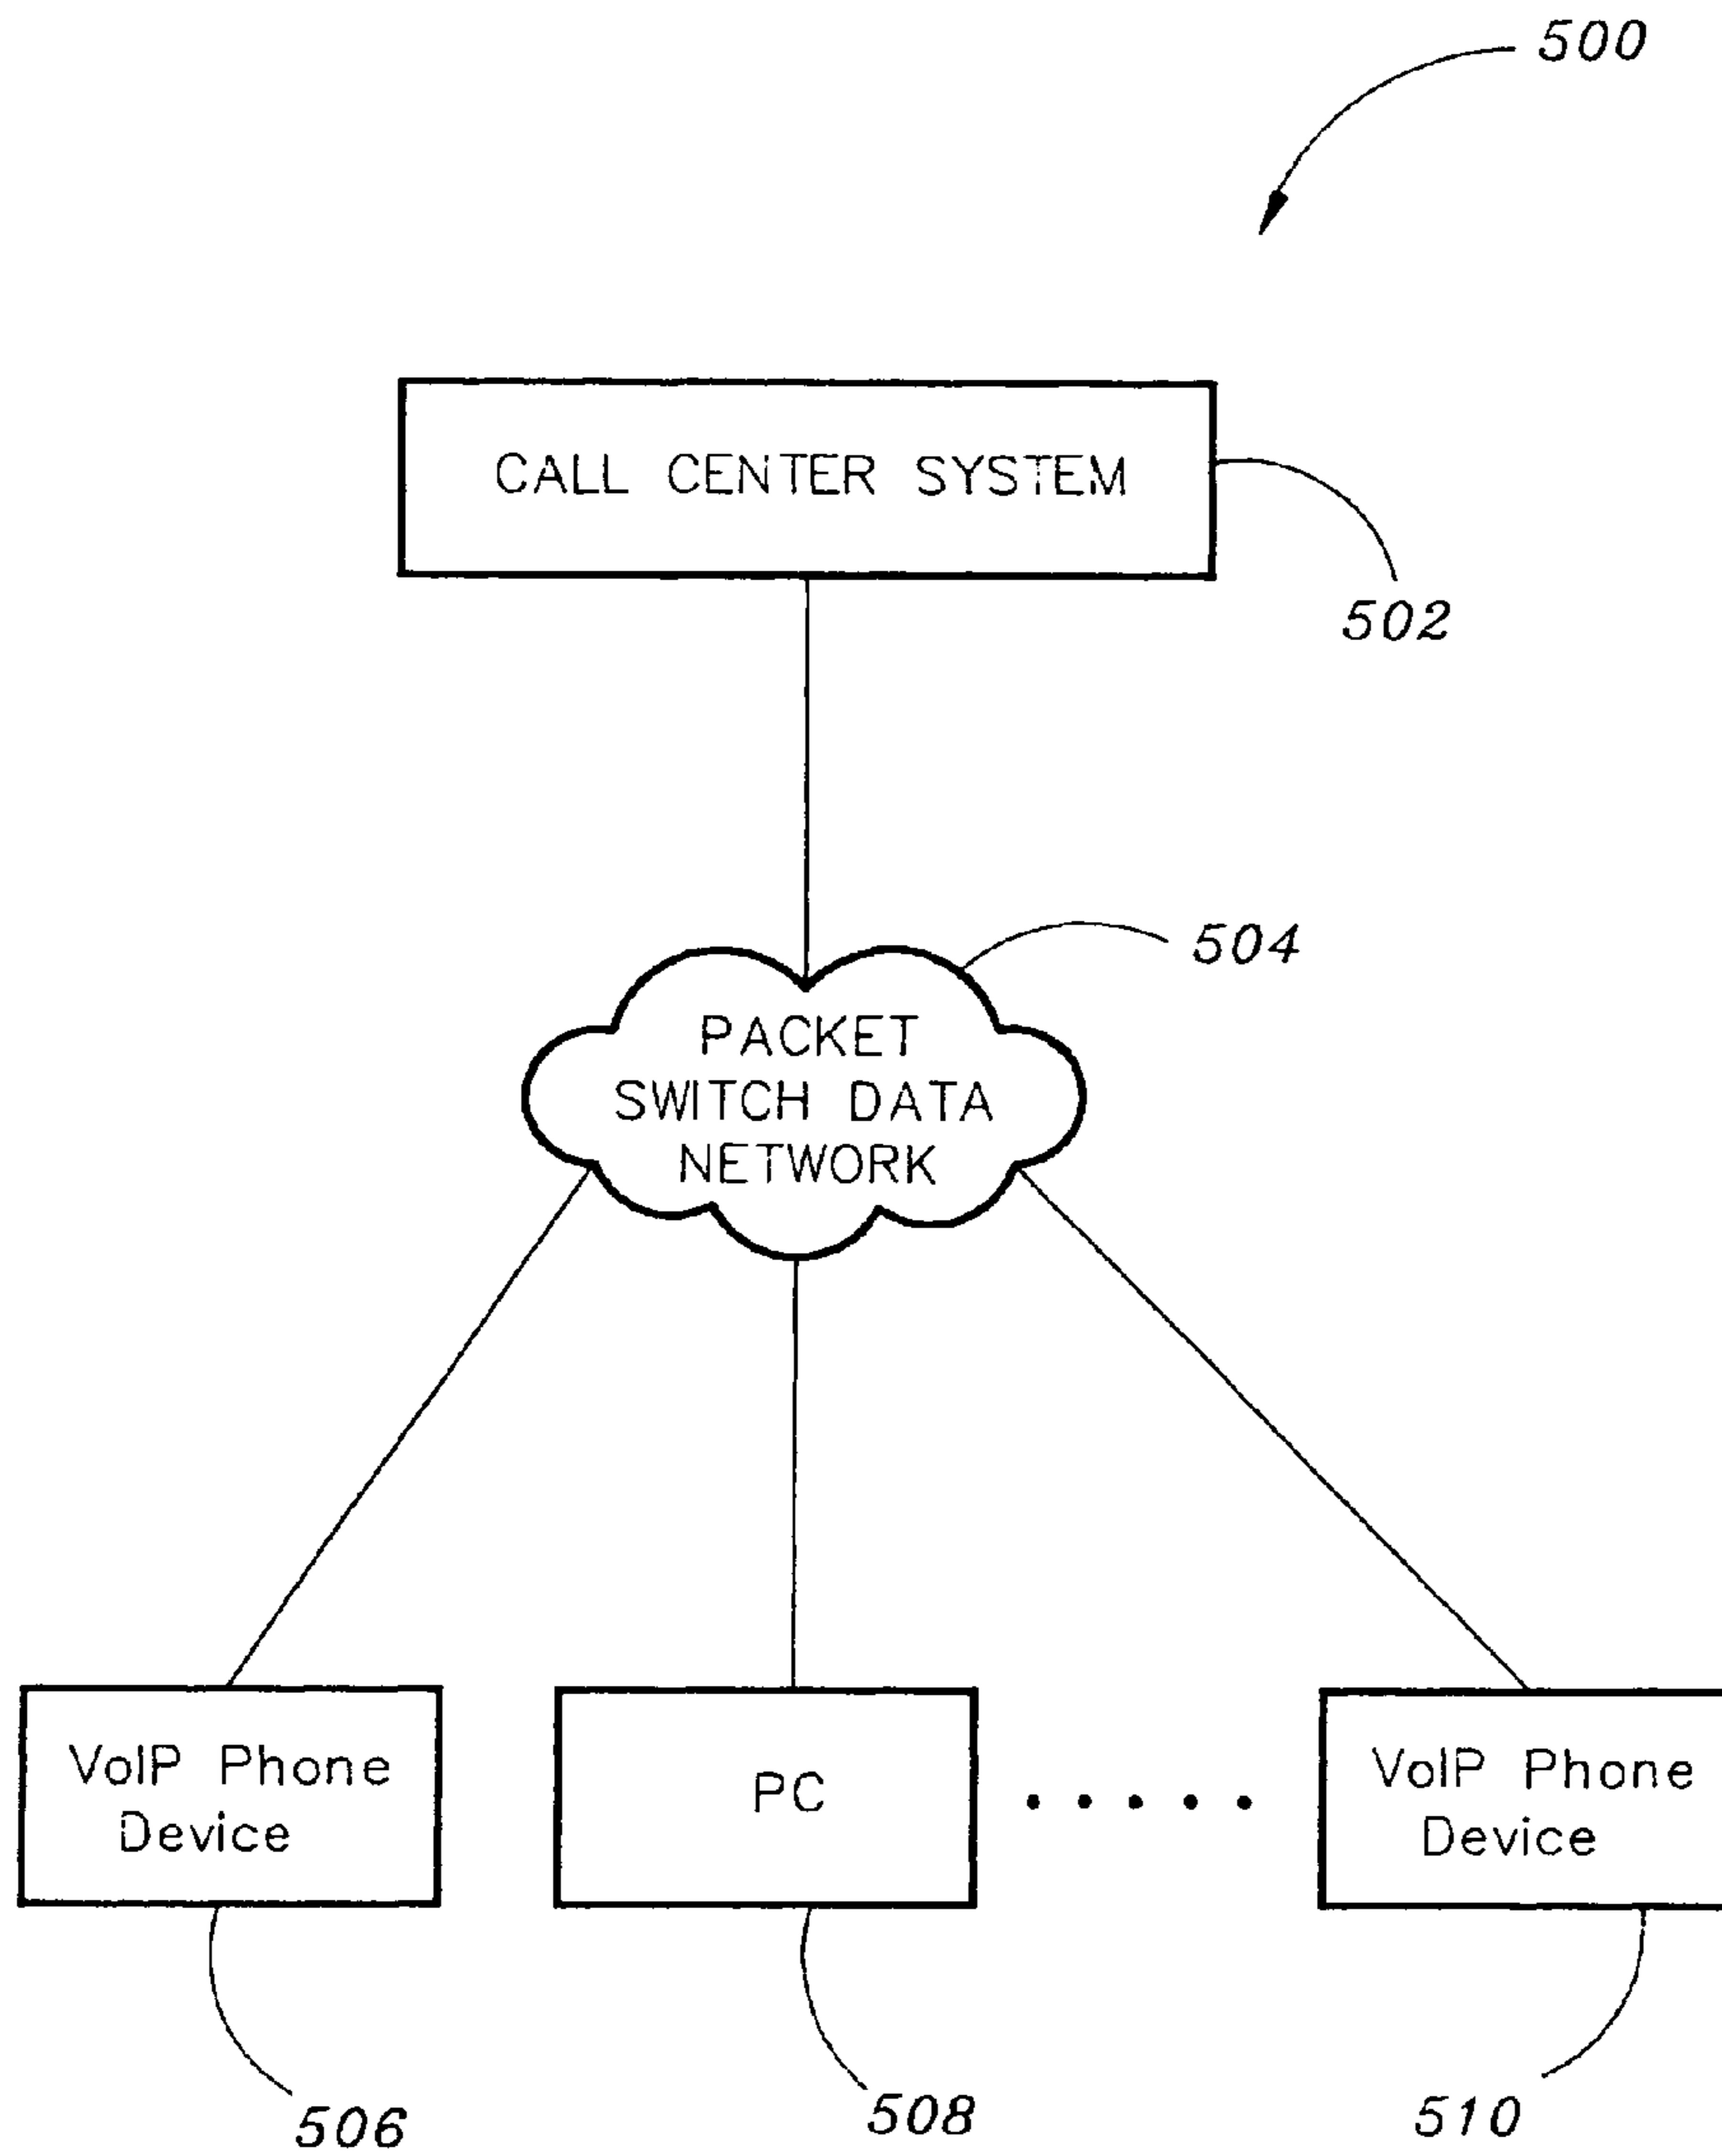 500
CALL CENTER SYSTEM
502
504
PACKET
SWITCH DATA
NETWORK
VoIP Phone
Device
PC
VoIP Phone
Device
506
508
510